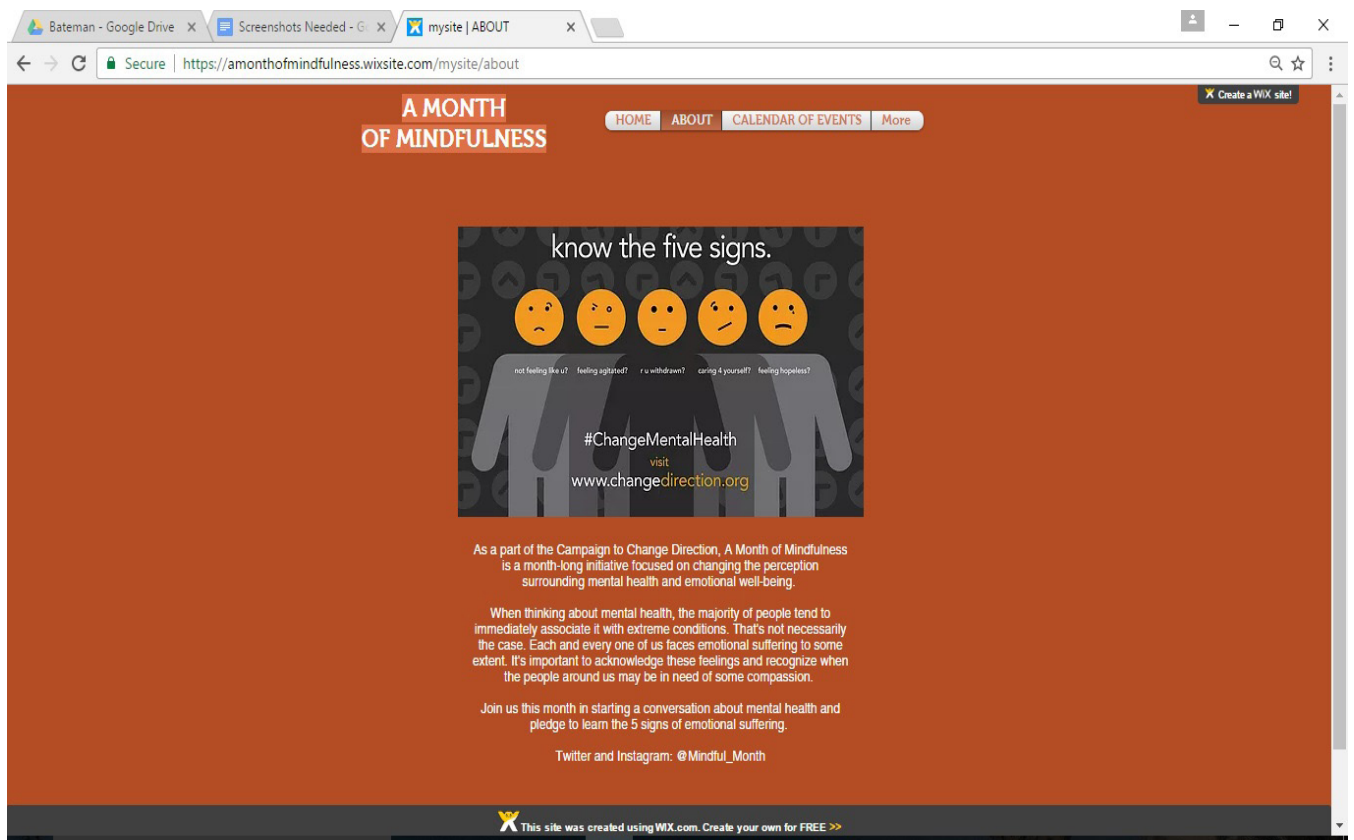 Bateman - Google Drive
Screenshots Needed - G
mysite | ABOUT
Secure
https://amonthofmindfulness.wixsite.com/mysite/about
Create a WiX site!
A MONTH
OF MINDFULNESS
HOME ABOUT CALENDAR OF EVENTS More
know the five signs.
not feeling like u? feeling agitated? r u withdrawn? caring 4 yourself? feeling hopeless?
#ChangeMentalHealth
visit
www.changedirection.org
As a part of the Campaign to Change Direction, A Month of Mindfulness
is a month-long initiative focused on changing the perception
surrounding mental health and emotional well-being.
When thinking about mental health, the majority of people tend to
immediately associate it with extreme conditions. That's not necessarily
the case. Each and every one of us faces emotional suffering to some
extent. It's important to acknowledge these feelings and recognize when
the people around us may be in need of some compassion.
Join us this month in starting a conversation about mental health and
pledge to learn the 5 signs of emotional suffering.
Twitter and Instagram: @Mindful_Month
This site was created using WIX.com. Create your own for FREE >>